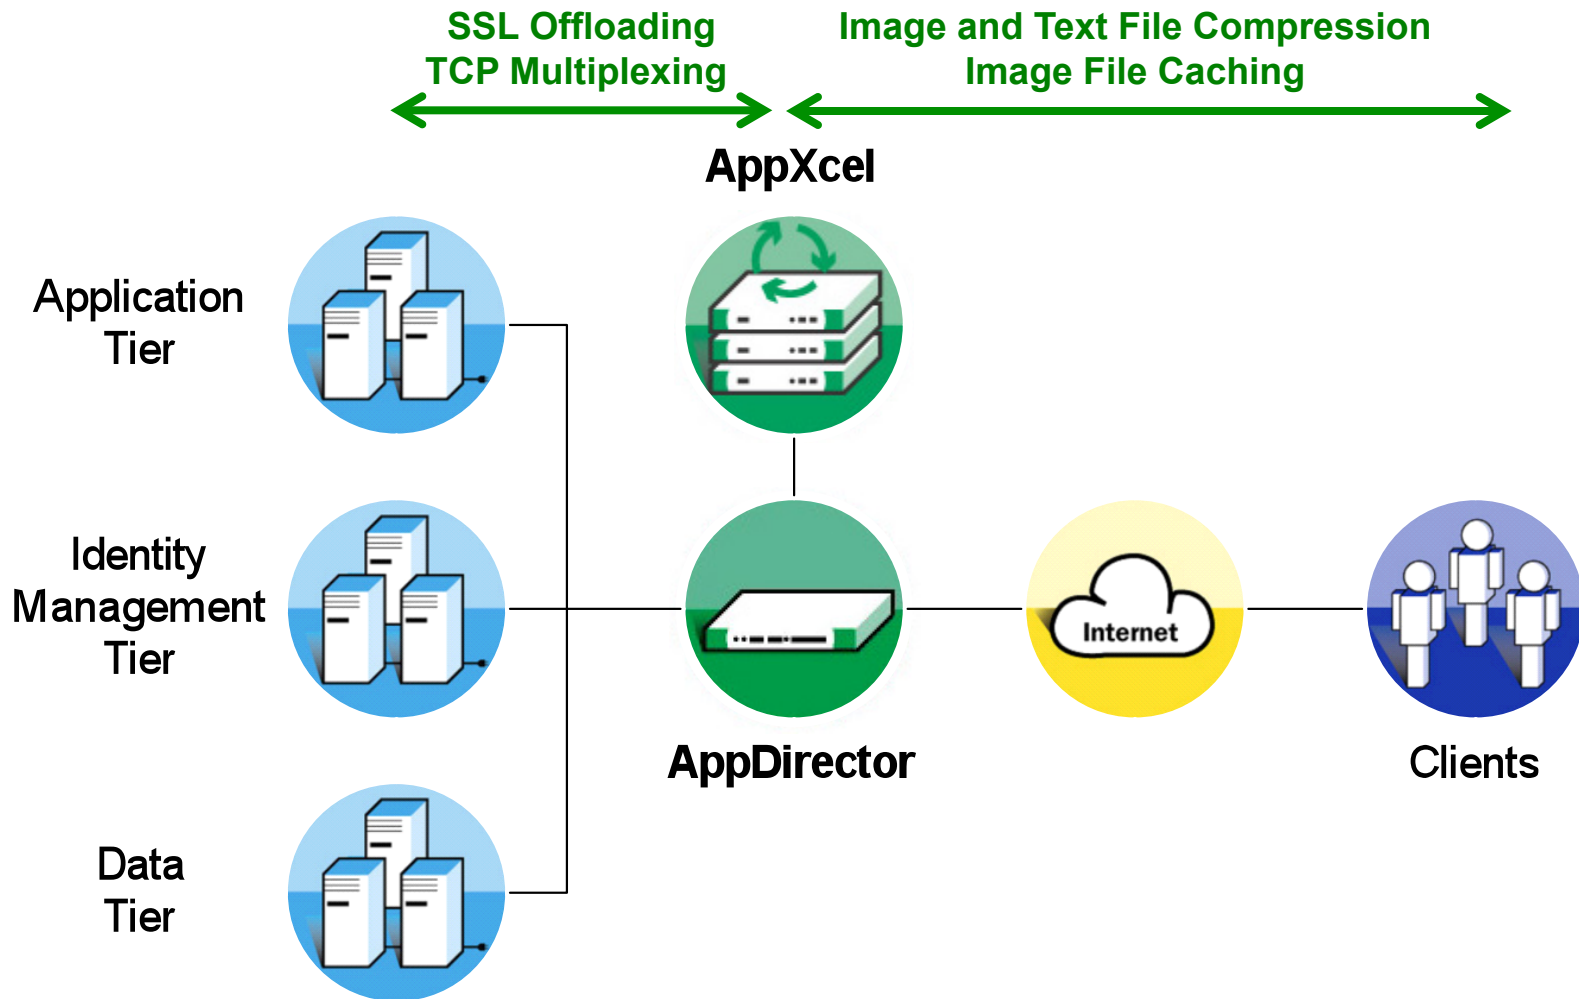 SSL Offloading
TCP Multiplexing
Image and Text File Compression
Image File Caching
AppXcel
Application
Tier
Identity
Management
Tier
Internet
AppDirector
Clients
Data
Tier